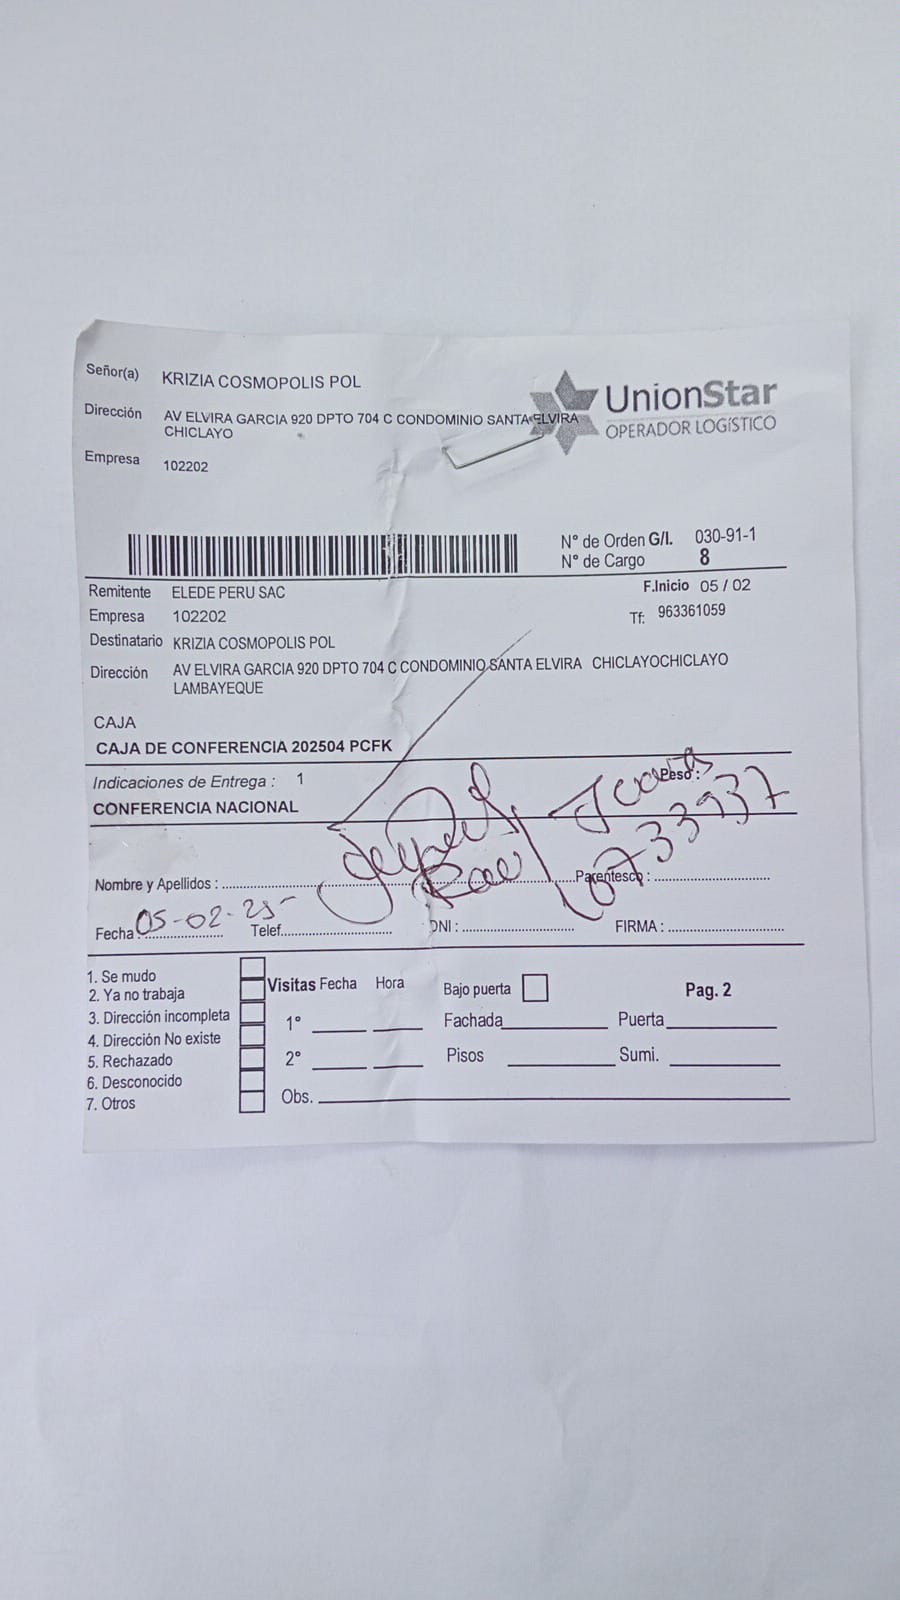 Señor(a) KRIZIA COSMOPOLIS POL
Dirección AV ELVIRA GARCIA 920 DPTO 704 C CONDOMINIO SANTA ELVIRA
CHICLAYO
Empresa 102202
UnionStar
OPERADOR LOGÍSTICO
N° de Orden G/I. 030-91-1
N° de Cargo 8
Remitente ELEDE PERU SAC
F.Inicio 05 / 02
Empresa 102202
Tf: 963361059
Destinatario KRIZIA COSMOPOLIS POL
Dirección AV ELVIRA GARCIA 920 DPTO 704 C CONDOMINIO SANTA ELVIRA CHICLAYOCHICLAYO
LAMBAYEQUE
CAJA
CAJA DE CONFERENCIA 202504 PCFK
Indicaciones de Entrega : 1
Peso :
CONFERENCIA NACIONAL
Nombre y Apellidos :
Parentesco :
Fecha : 05-02-25
Telef.
DNI :
FIRMA :
1. Se mudo
2. Ya no trabaja
3. Dirección incompleta
4. Dirección No existe
5. Rechazado
6. Desconocido
7. Otros
Visitas Fecha Hora
1°
2°
Obs.
Bajo puerta
Pag. 2
Fachada
Puerta
Pisos
Sumi.